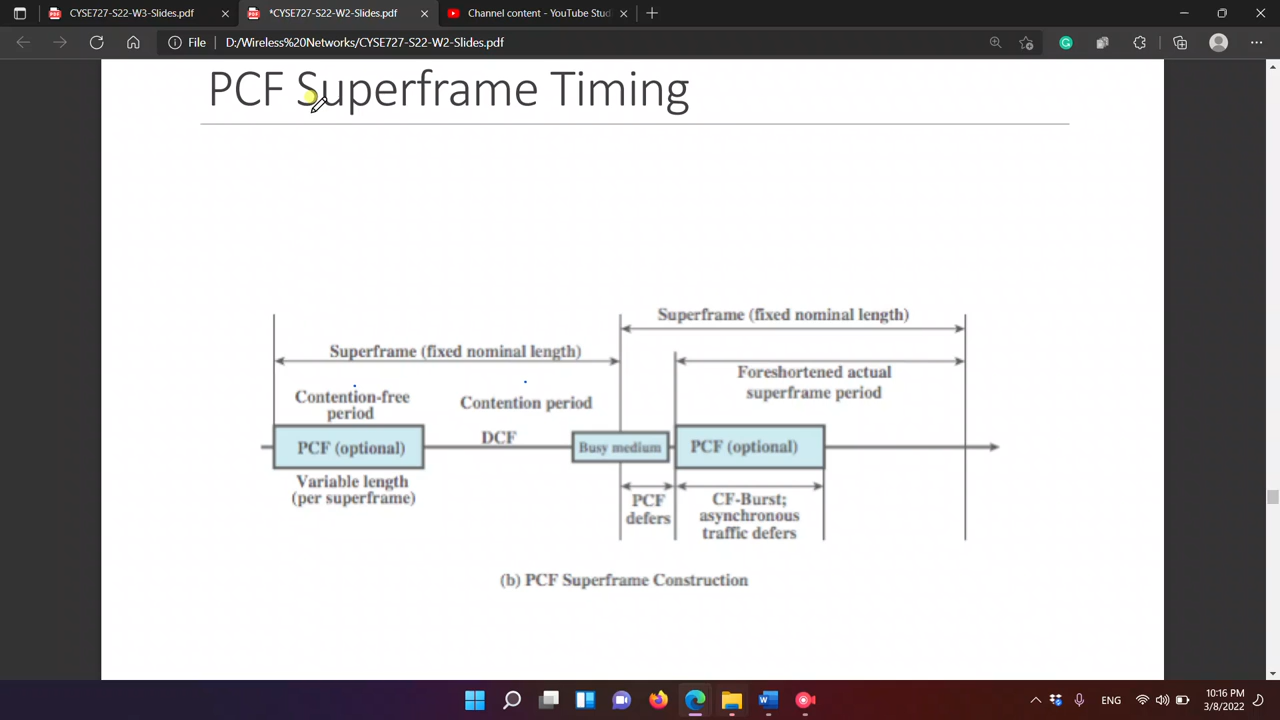 CYSE727-S22-W3-Slides.pdf
*CYSE727-S22-W2-Slides.pdf
Channel content - YouTube Stud
File
D:/Wireless%20Networks/CYSE727-S22-W2-Slides.pdf
PCF Superframe Timing
Superframe (fixed nominal length)
Superframe (fixed nominal length)
Foreshortened actual
superframe period
Contention-free
period
Contention period
PCF (optional)
DCF
Busy medium
PCF (optional)
Variable length
(per superframe)
PCF
defers
CF-Burst;
asynchronous
traffic defers
(b) PCF Superframe Construction
ENG
10:16 PM
3/8/2022